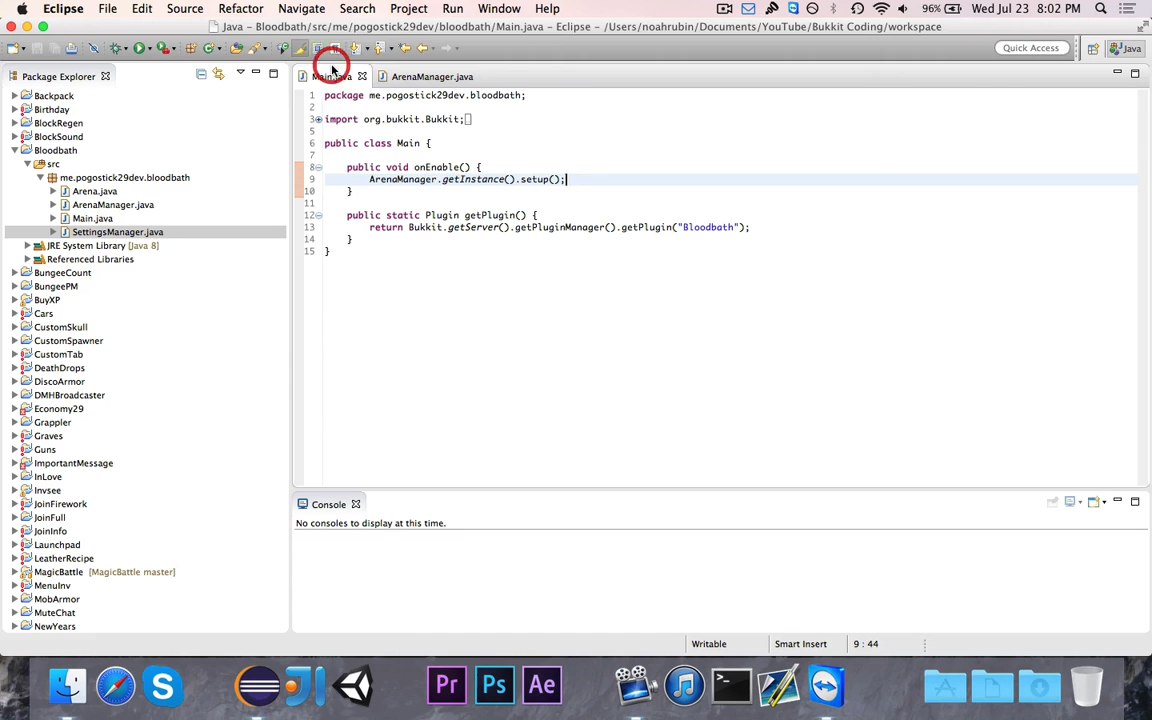 Eclipse File Edit Source Refactor Navigate Search Project Run Window Help 96% Wed Jul 23 8:02 PM
Java – Bloodbath/src/me/pogostick29dev/bloodbath/Main.java – Eclipse – /Users/noahrubin/Documents/YouTube/Bukkit Coding/workspace
Quick Access Java
Package Explorer
Backpack
Birthday
BlockRegen
BlockSound
Bloodbath
src
me.pogostick29dev.bloodbath
Arena.java
ArenaManager.java
Main.java
SettingsManager.java
JRE System Library [Java 8]
Referenced Libraries
BungeeCount
BungeePM
BuyXP
Cars
CustomSkull
CustomSpawner
CustomTab
DeathDrops
DiscoArmor
DMHBroadcaster
Economy29
Grappler
Graves
Guns
ImportantMessage
InLove
Invsee
JoinFirework
JoinFull
JoinInfo
Launchpad
LeatherRecipe
MagicBattle [MagicBattle master]
MenuInv
MobArmor
MuteChat
NewYears
Main.java ArenaManager.java
1 package me.pogostick29dev.bloodbath;
2
3 import org.bukkit.Bukkit;
5
6 public class Main {
7
8 public void onEnable() {
9 ArenaManager.getInstance().setup();
10 }
11
12 public static Plugin getPlugin() {
13 return Bukkit.getServer().getPluginManager().getPlugin("Bloodbath");
14 }
15 }
Console
No consoles to display at this time.
Writable Smart Insert 9 : 44
Pr Ps Ae